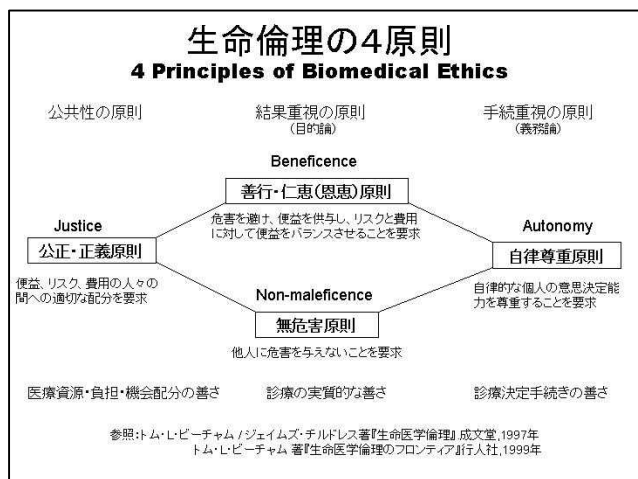 生命倫理の4原則
4 Principles of Biomedical Ethics
公共性の原則
結果重視の原則
(目的論)
手続重視の原則
(義務論)
Beneficence
善行・仁恵(恩恵)原則
危害を避け、便益を供与し、リスクと費用
に対して便益をバランスさせることを要求
Justice
公正・正義原則
便益、リスク、費用の人々の
間への適切な配分を要求
Autonomy
自律尊重原則
自律的な個人の意思決定能
力を尊重することを要求
Non-maleficence
無危害原則
他人に危害を与えないことを要求
医療資源・負担・機会配分の善さ
診療の実質的な善さ
診療決定手続きの善さ
参照:トム・L・ビーチャム / ジェイムズ・チルドレス著『生命医学倫理』.成文堂,1997年
トム・L・ビーチャム 著『生命医学倫理のフロンティア』行人社,1999年